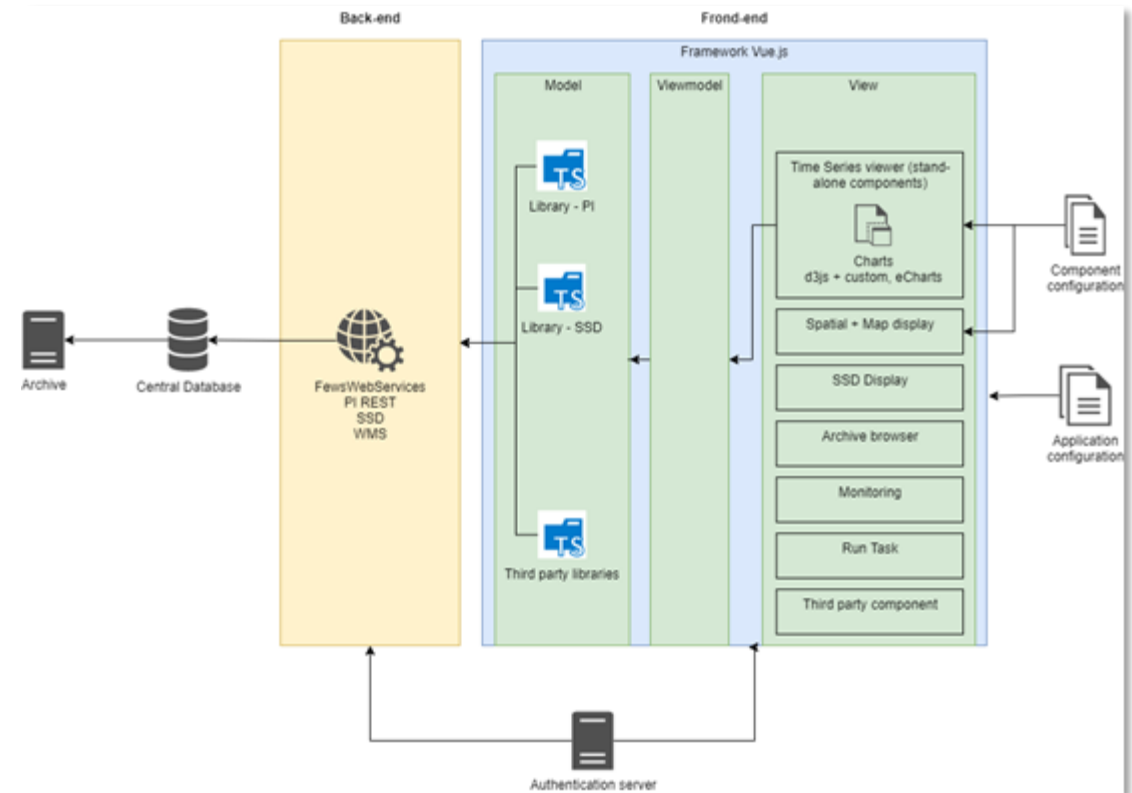 Back-end
Frond-end
Framework Vue.js
Model
Viewmodel
View
Time Series viewer (stand-
alone components)
Charts
d3js + custom, eCharts
TS
Library - PI
TS
Library - SSD
TS
Third party libraries
Spatial + Map display
SSD Display
Archive browser
Monitoring
Run Task
Third party component
Component
configuration
Application
configuration
Archive
Central Database
FewsWebServices
PI REST
SSD
WMS
Authentication server